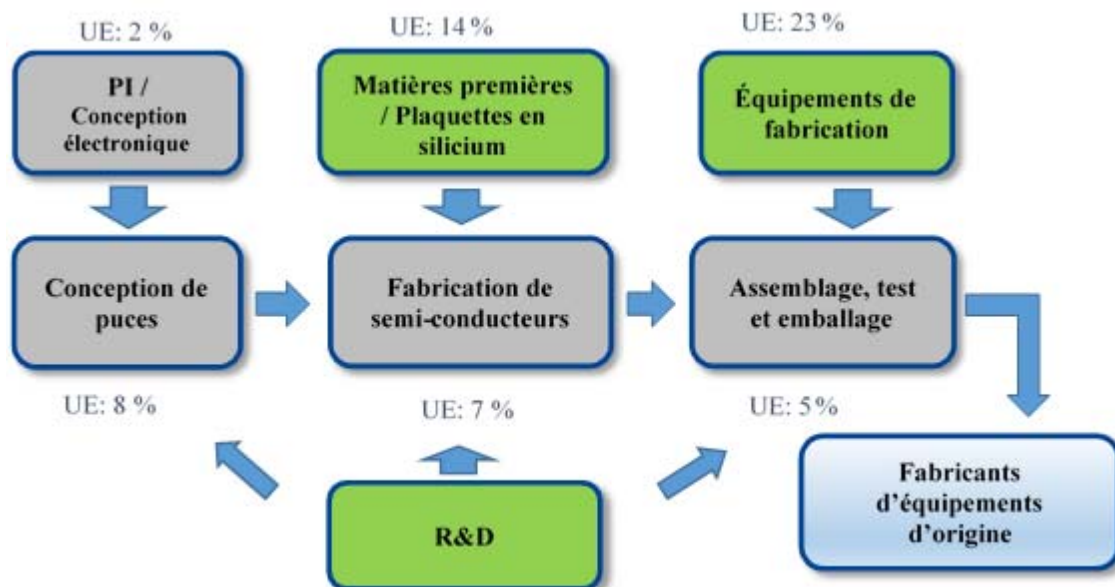 UE: 2 %
UE: 14 %
UE: 23 %
PI /
Conception
électronique
Matières premières
/ Plaquettes en
silicium
Équipements de
fabrication
Conception de
puces
Fabrication de
semi-conducteurs
Assemblage, test
et emballage
UE: 8 %
UE: 7 %
UE: 5 %
R&D
Fabricants
d’équipements
d’origine